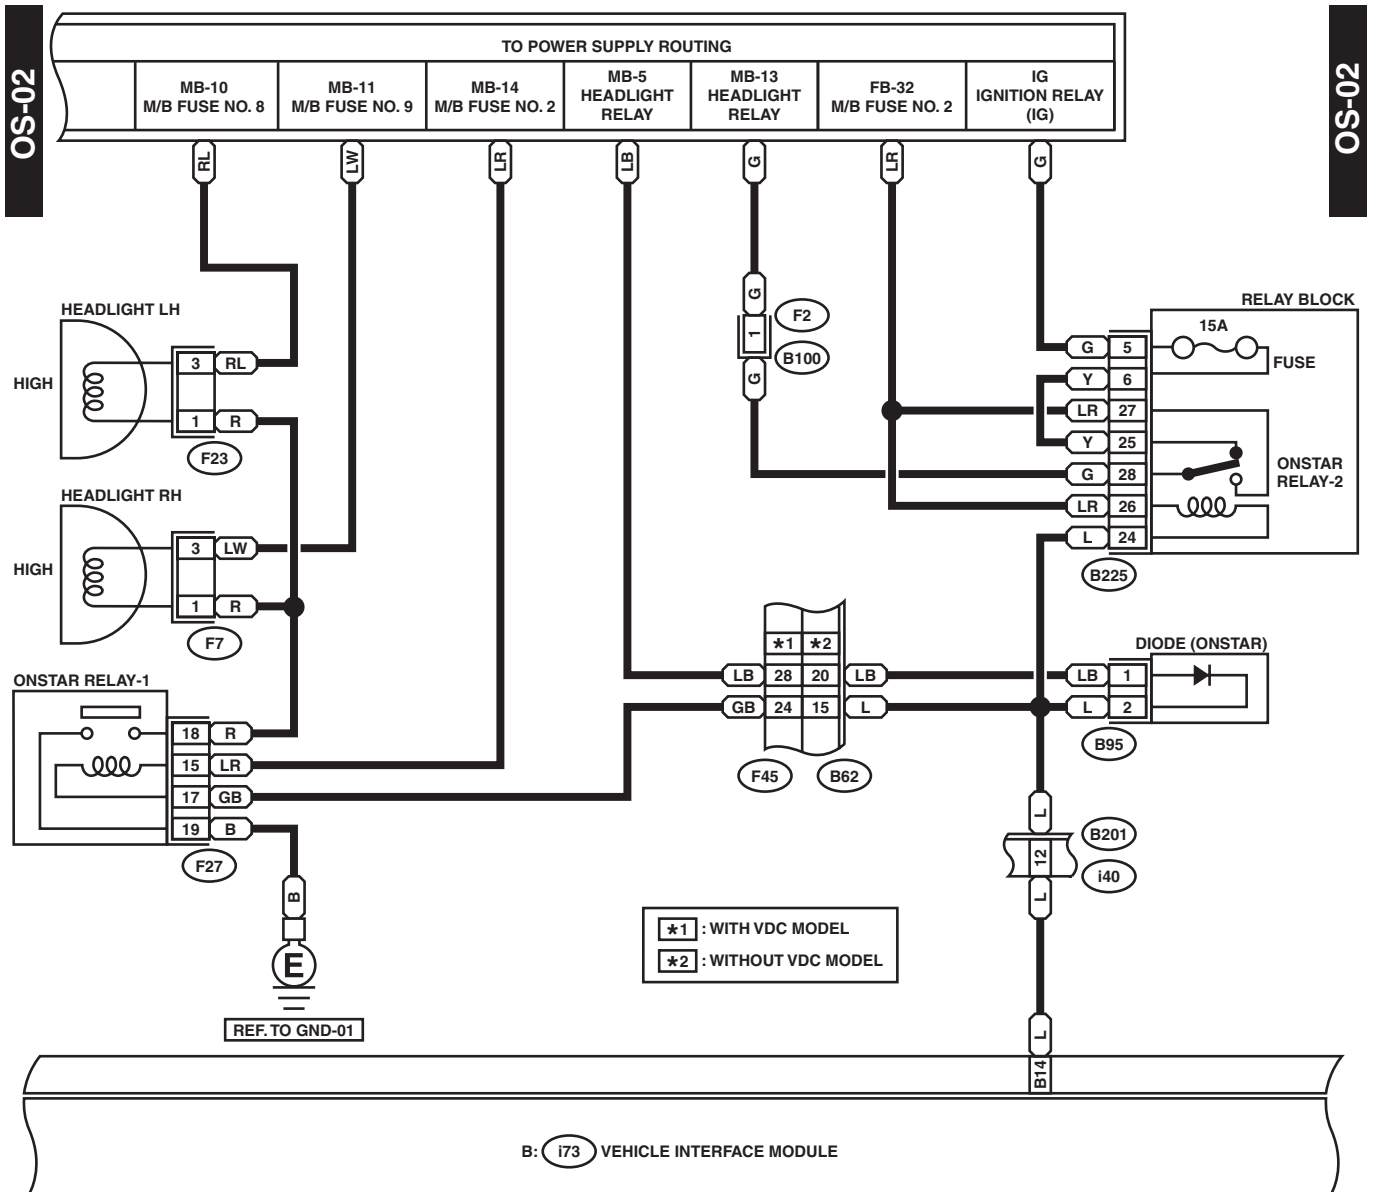 OS-02
OS-02
TO POWER SUPPLY ROUTING
MB-10
M/B FUSE NO. 8
MB-11
M/B FUSE NO. 9
MB-14
M/B FUSE NO. 2
MB-5
HEADLIGHT
RELAY
MB-13
HEADLIGHT
RELAY
FB-32
M/B FUSE NO. 2
IG
IGNITION RELAY
(IG)
RL
LW
LR
LB
G
LR
G
G
1
F2
B100
G
HEADLIGHT LH
HIGH
3 RL
1 R
F23
HEADLIGHT RH
HIGH
3 LW
1 R
F7
ONSTAR RELAY-1
18 R
15 LR
17 GB
19 B
F27
B
E
REF. TO GND-01
RELAY BLOCK
15A
FUSE
G 5
Y 6
LR 27
Y 25
G 28
LR 26
L 24
ONSTAR
RELAY-2
B225
*1 *2
LB 28 20 LB
GB 24 15 L
F45 B62
DIODE (ONSTAR)
LB 1
L 2
B95
L
12
B201
i40
L
*1 : WITH VDC MODEL
*2 : WITHOUT VDC MODEL
L
B14
B: i73 VEHICLE INTERFACE MODULE